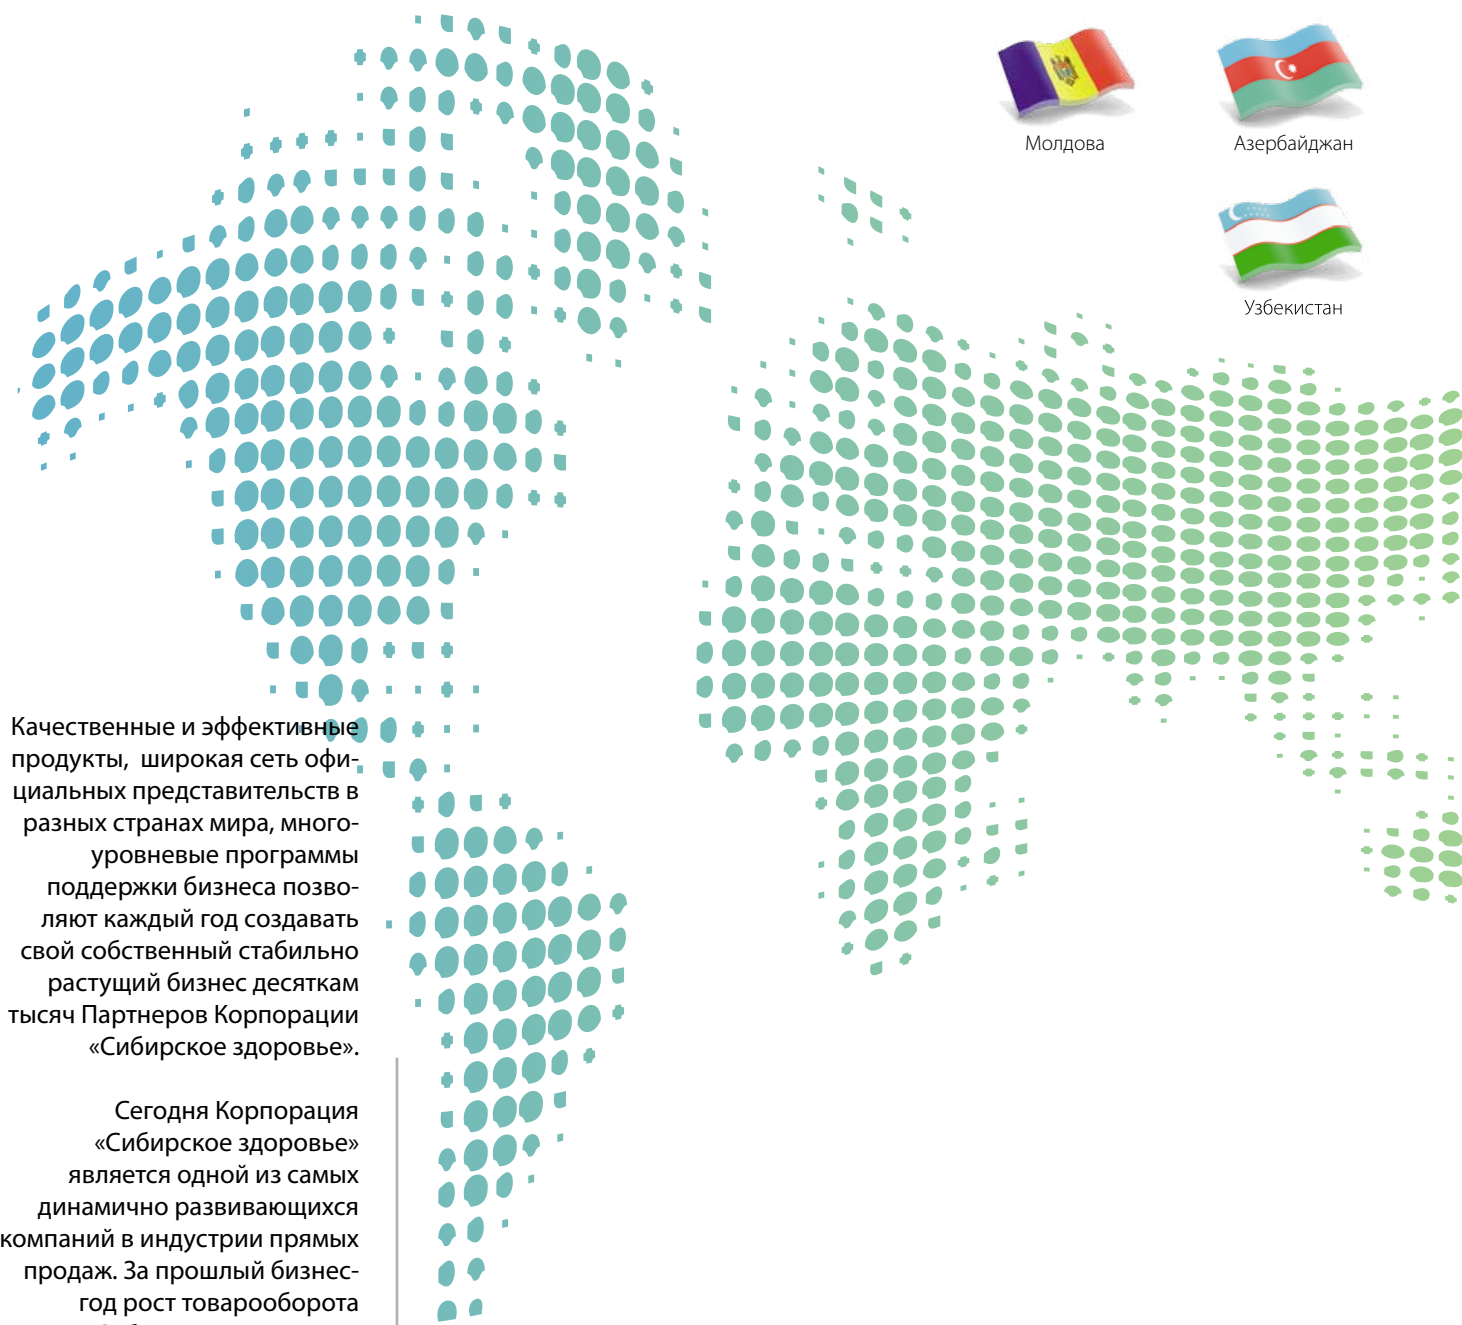 Молдова
Азербайджан
Узбекистан
Качественные и эффективные
продукты, широкая сеть офи-
циальных представительств в
разных странах мира, много-
уровневые программы
поддержки бизнеса позво-
ляют каждый год создавать
свой собственный стабильно
растущий бизнес десяткам
тысяч Партнеров Корпорации
«Сибирское здоровье».
Сегодня Корпорация
«Сибирское здоровье»
является одной из самых
динамично развивающихся
компаний в индустрии прямых
продаж. За прошлый бизнес-
год рост товарооборота